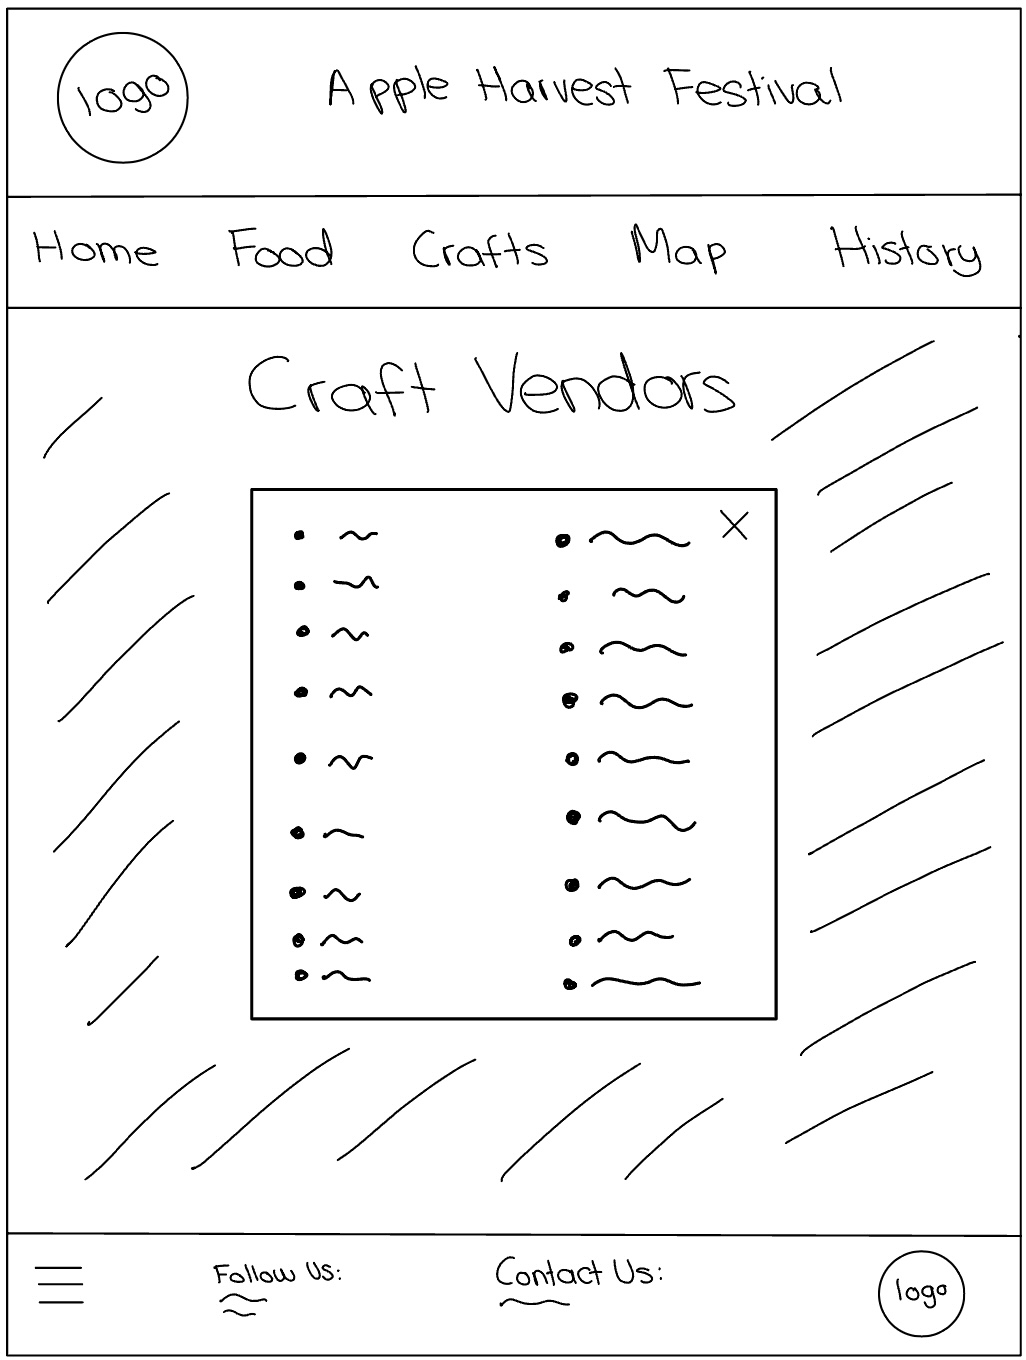 logo
Apple Harvest Festival
Home Food Crafts Map History
Craft Vendors
X
Follow Us:
Contact Us:
logo